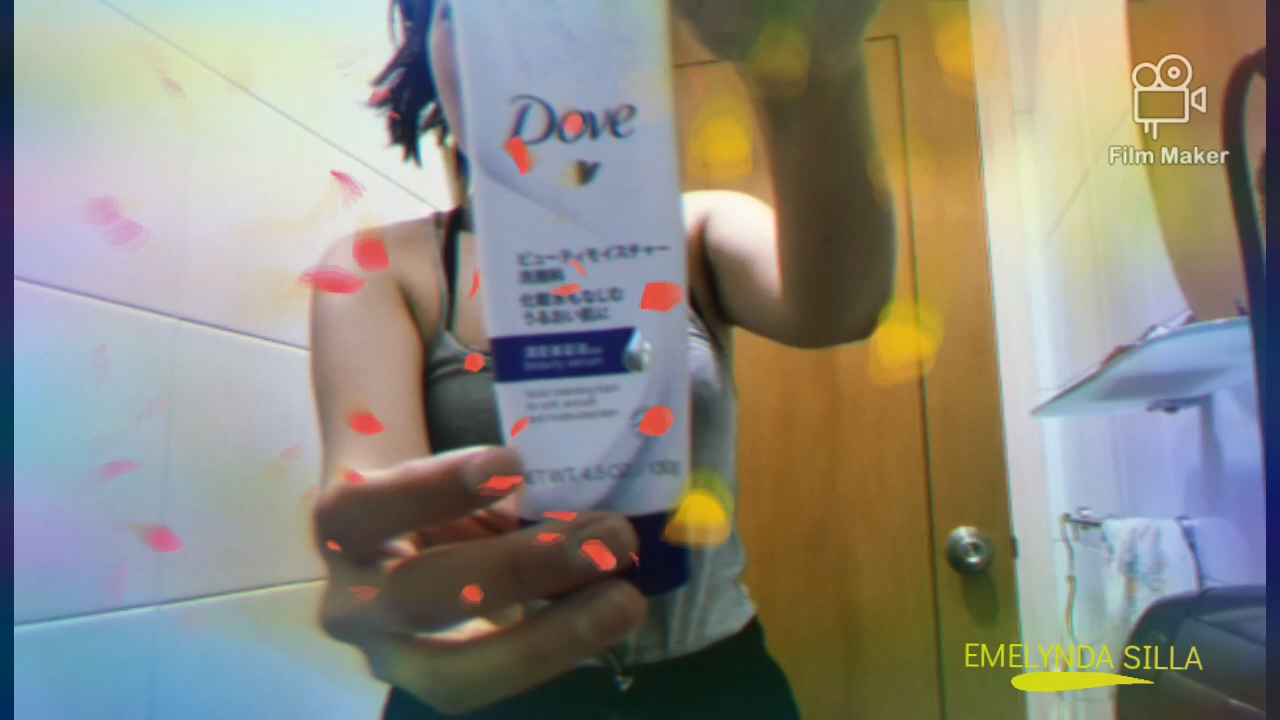 Dove
Film Maker
ビューティモイスチャー
洗顔料
化粧水もなじむ
うるおい肌に
beauty serum
NET WT. 4.5 OZ. / 130g
EMELYNDA SILLA